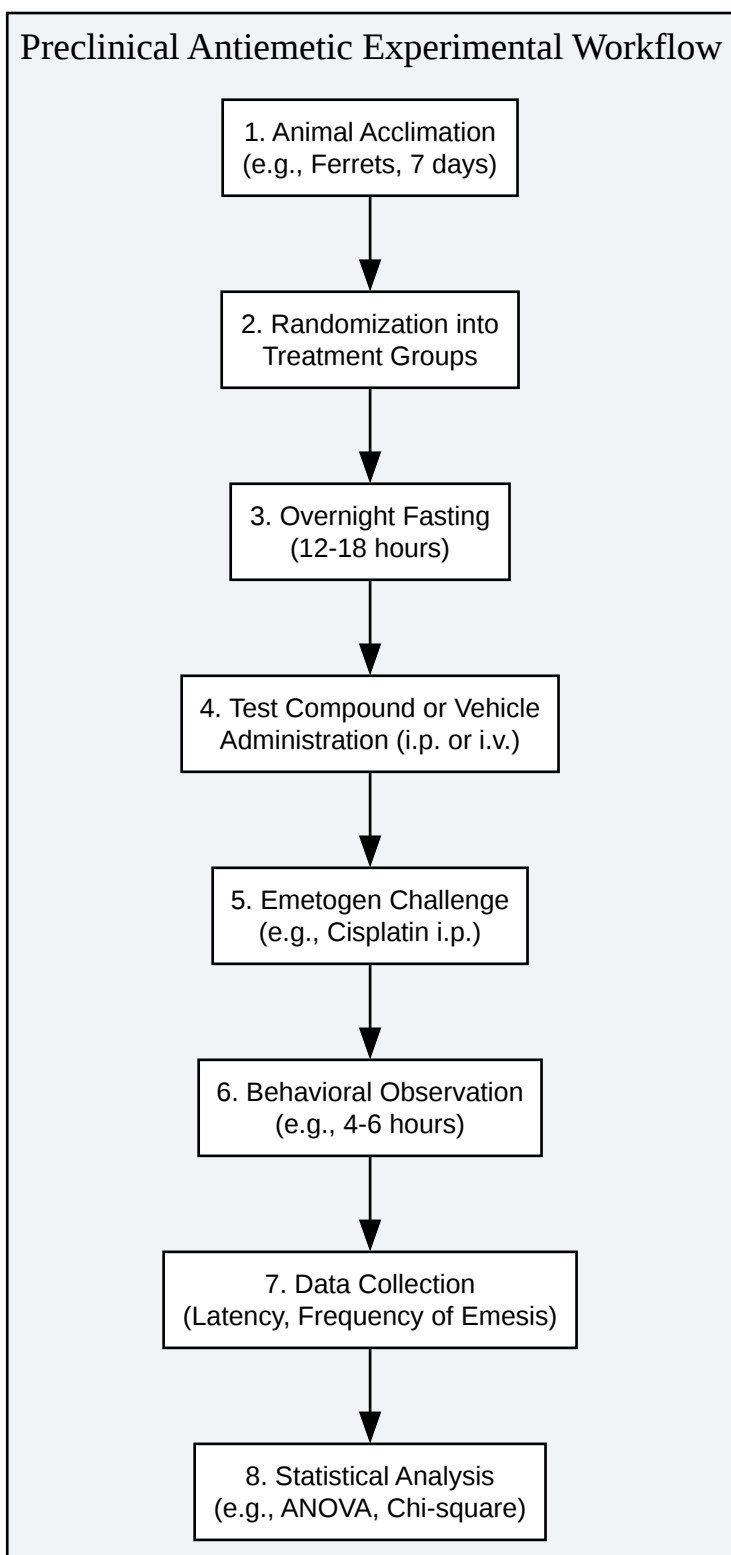 Preclinical Antiemetic Experimental Workflow
1. Animal Acclimation
(e.g., Ferrets, 7 days)
2. Randomization into
Treatment Groups
3. Overnight Fasting
(12-18 hours)
4. Test Compound or Vehicle
Administration (i.p. or i.v.)
5. Emetogen Challenge
(e.g., Cisplatin i.p.)
6. Behavioral Observation
(e.g., 4-6 hours)
7. Data Collection
(Latency, Frequency of Emesis)
8. Statistical Analysis
(e.g., ANOVA, Chi-square)